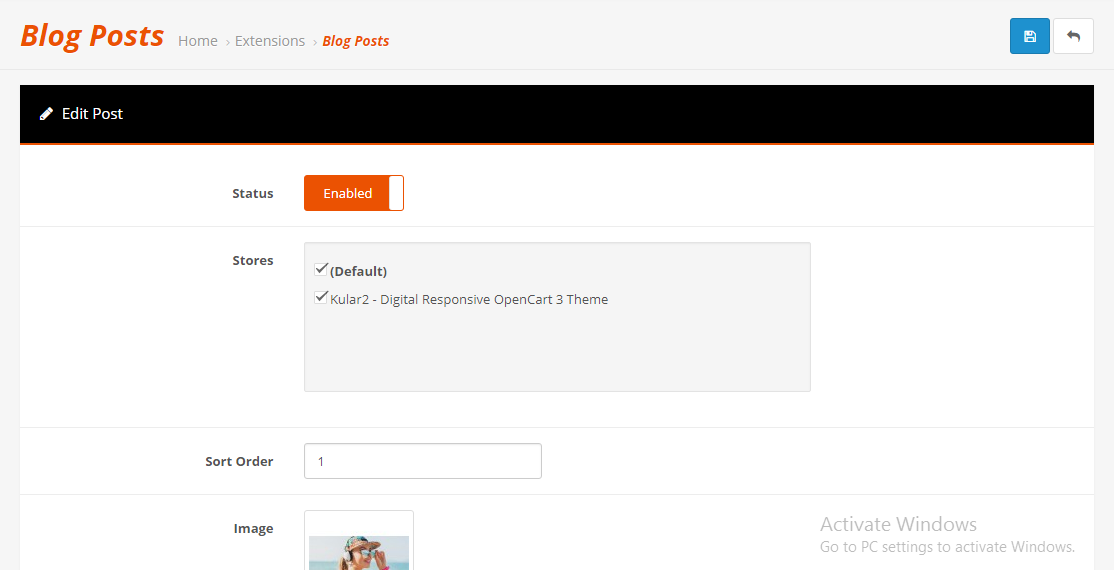 Blog Posts Home › Extensions › Blog Posts
Edit Post
Status Enabled
Stores
(Default)
Kular2 - Digital Responsive OpenCart 3 Theme
Sort Order 1
Image
Activate Windows
Go to PC settings to activate Windows.